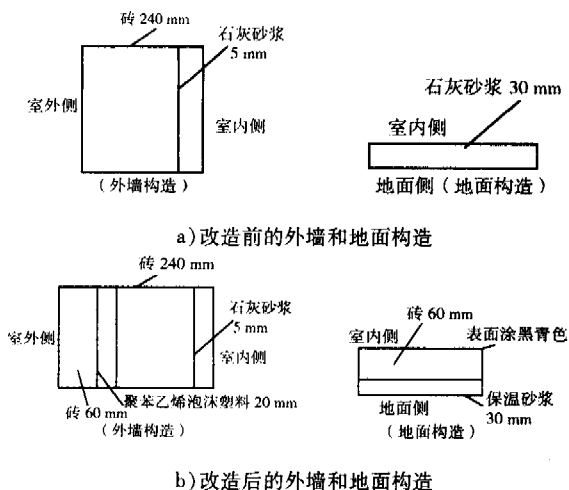 砖 240 mm
石灰砂浆
5 mm
室外侧
室内侧
(外墙构造)
石灰砂浆 30 mm
室内侧
地面侧(地面构造)
a)改造前的外墙和地面构造
砖 240 mm
石灰砂浆
5 mm
室外侧
室内侧
聚苯乙烯泡沫塑料 20 mm
砖 60 mm
(外墙构造)
砖 60 mm
室内侧
表面涂黑青色
保温砂浆
30 mm
地面侧
(地面构造)
b)改造后的外墙和地面构造